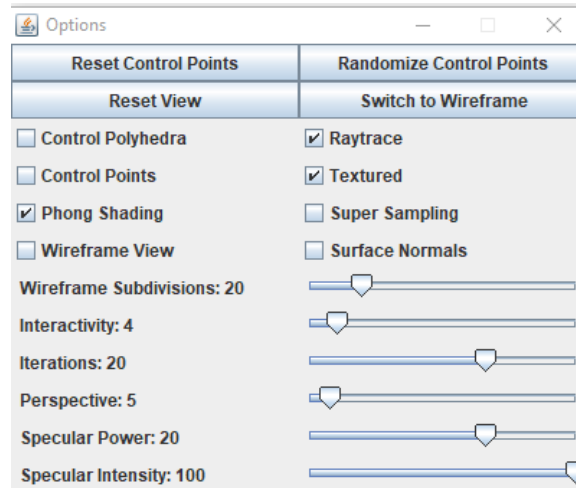 Options
Reset Control Points Randomize Control Points
Reset View Switch to Wireframe
Control Polyhedra Raytrace
Control Points Textured
Phong Shading Super Sampling
Wireframe View Surface Normals
Wireframe Subdivisions: 20
Interactivity: 4
Iterations: 20
Perspective: 5
Specular Power: 20
Specular Intensity: 100